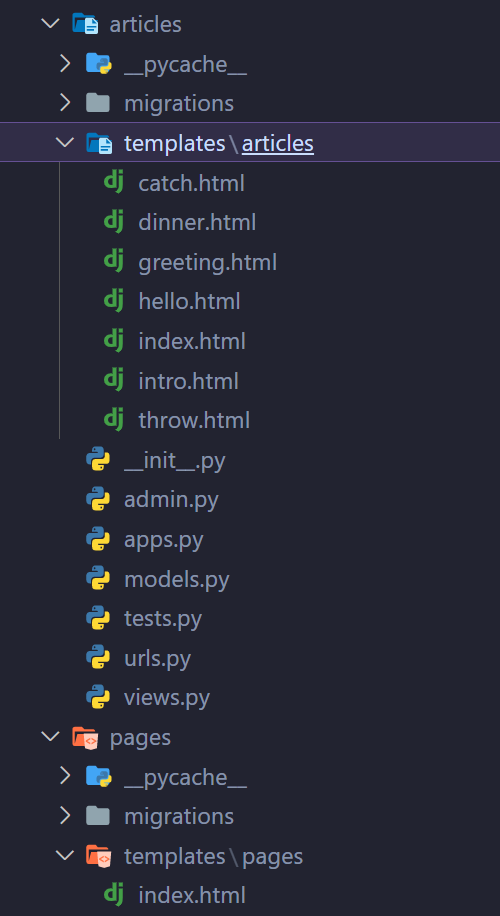 articles
__pycache__
migrations
templates\articles
dj catch.html
dj dinner.html
dj greeting.html
dj hello.html
dj index.html
dj intro.html
dj throw.html
__init__.py
admin.py
apps.py
models.py
tests.py
urls.py
views.py
pages
__pycache__
migrations
templates\pages
dj index.html